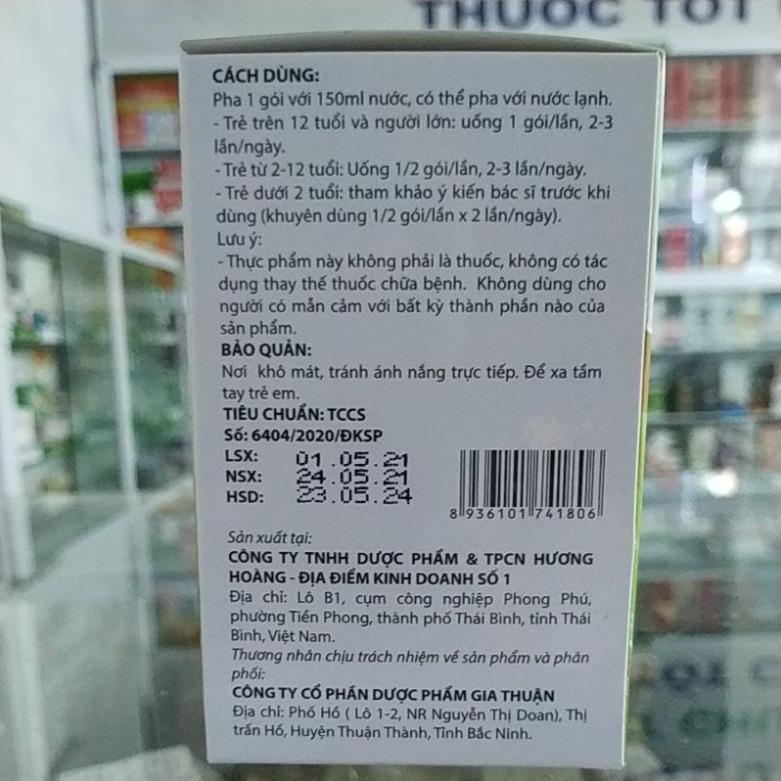 THUỐC TỐT
CÁCH DÙNG:
Pha 1 gói với 150ml nước, có thể pha với nước lạnh.
- Trẻ trên 12 tuổi và người lớn: uống 1 gói/lần, 2-3
lần/ngày.
- Trẻ từ 2-12 tuổi: Uống 1/2 gói/lần, 2-3 lần/ngày.
- Trẻ dưới 2 tuổi: tham khảo ý kiến bác sĩ trước khi
dùng (khuyên dùng 1/2 gói/lần x 2 lần/ngày).
Lưu ý:
- Thực phẩm này không phải là thuốc, không có tác
dụng thay thế thuốc chữa bệnh. Không dùng cho
người có mẫn cảm với bất kỳ thành phần nào của
sản phẩm.
BẢO QUẢN:
Nơi khô mát, tránh ánh nắng trực tiếp. Để xa tầm
tay trẻ em.
TIÊU CHUẨN: TCCS
Số: 6404/2020/ĐKSP
LSX: 01.05.21
NSX: 24.05.21
HSD: 23.05.24
8 936101 741806
Sản xuất tại:
CÔNG TY TNHH DƯỢC PHẨM & TPCN HƯƠNG
HOÀNG - ĐỊA ĐIỂM KINH DOANH SỐ 1
Địa chỉ: Lô B1, cụm công nghiệp Phong Phú,
phường Tiền Phong, thành phố Thái Bình, tỉnh Thái
Bình, Việt Nam.
Thương nhân chịu trách nhiệm về sản phẩm và phân
phối:
CÔNG TY CỔ PHẦN DƯỢC PHẨM GIA THUẬN
Địa chỉ: Phố Hồ ( Lô 1-2, NR Nguyễn Thị Doan), Thị
trấn Hồ, Huyện Thuận Thành, Tỉnh Bắc Ninh.